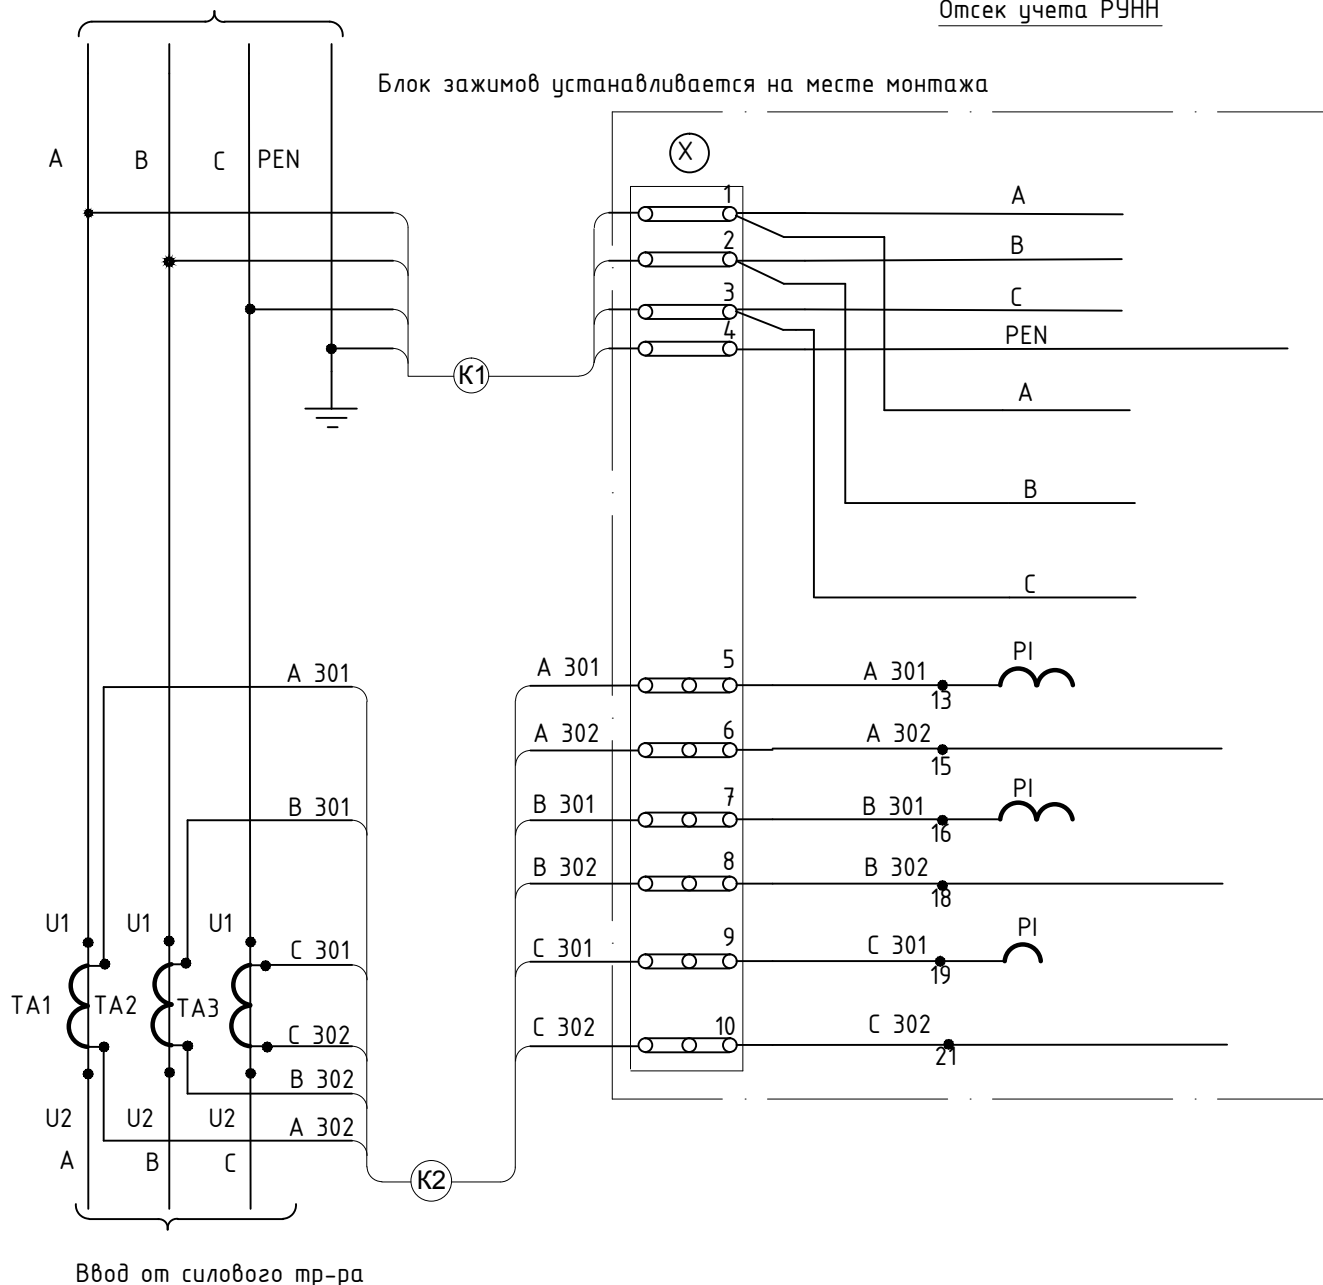 Отсек учета РУНН
Блок зажимов устанавливается на месте монтажа
A B C PEN
X
1 A
2 B
3 C
4 PEN
K1
A
B
C
A 301 A 301 5 A 301 13 PI
A 302 6 A 302 15
B 301 B 301 7 B 301 16 PI
B 302 8 B 302 18
U1 U1 U1
C 301 C 301 9 C 301 19 PI
TA1 TA2 TA3
C 302 C 302 10 C 302 21
B 302
U2 U2 U2 A 302
A B C
K2
Ввод от силового тр-ра